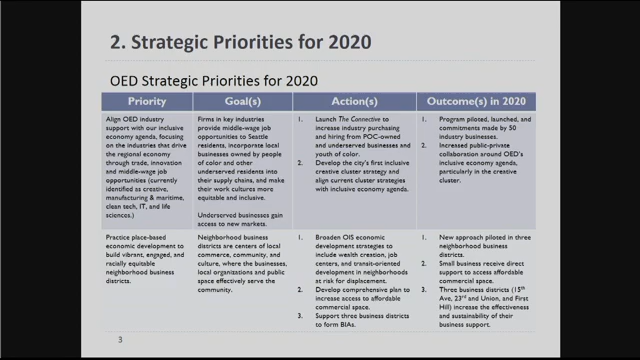 2. Strategic Priorities for 2020
OED Strategic Priorities for 2020
Priority
Goal(s)
Action(s)
Outcome(s) in 2020
Align OED industry
support with our inclusive
economy agenda, focusing
on the industries that drive
the regional economy
through trade, innovation
and middle-wage job
opportunities (currently
identified as creative,
manufacturing & maritime,
clean tech, IT, and life
sciences.)
Firms in key industries
provide middle-wage job
opportunities to Seattle
residents, incorporate local
businesses owned by people
of color and other
underserved residents into
their supply chains, and make
their work cultures more
equitable and inclusive.
Underserved businesses gain
access to new markets.
1. Launch The Connective to
increase industry purchasing
and hiring from POC-owned
and underserved businesses and
youth of color.
2. Develop the city's first inclusive
creative cluster strategy and
align current cluster strategies
with inclusive economic agenda.
1. Program piloted, launched, and
commitments made by 50
industry businesses.
2. Increased public-private
collaboration around OED's
inclusive economy agenda,
particularly in the creative
cluster.
Practice place-based
economic development to
build vibrant, engaged, and
racially equitable
neighborhood business
districts.
Neighborhood business
districts are centers of local
commerce, community, and
culture, where the businesses,
local organizations and public
space effectively serve the
community.
1. Broaden OIS economic
development strategies to
include wealth creation, job
centers, and transit-oriented
development in neighborhoods
at risk for displacement.
2. Develop comprehensive plan to
increase access to affordable
commercial space.
3. Support three business districts
to form BIAs.
1. New approach piloted in three
neighborhood business
districts.
2. Small business receive direct
support to access affordable
commercial space.
3. Three business districts (15th
Ave, 23rd and Union, and First
Hill) increase the effectiveness
and sustainability of their
business support.
3